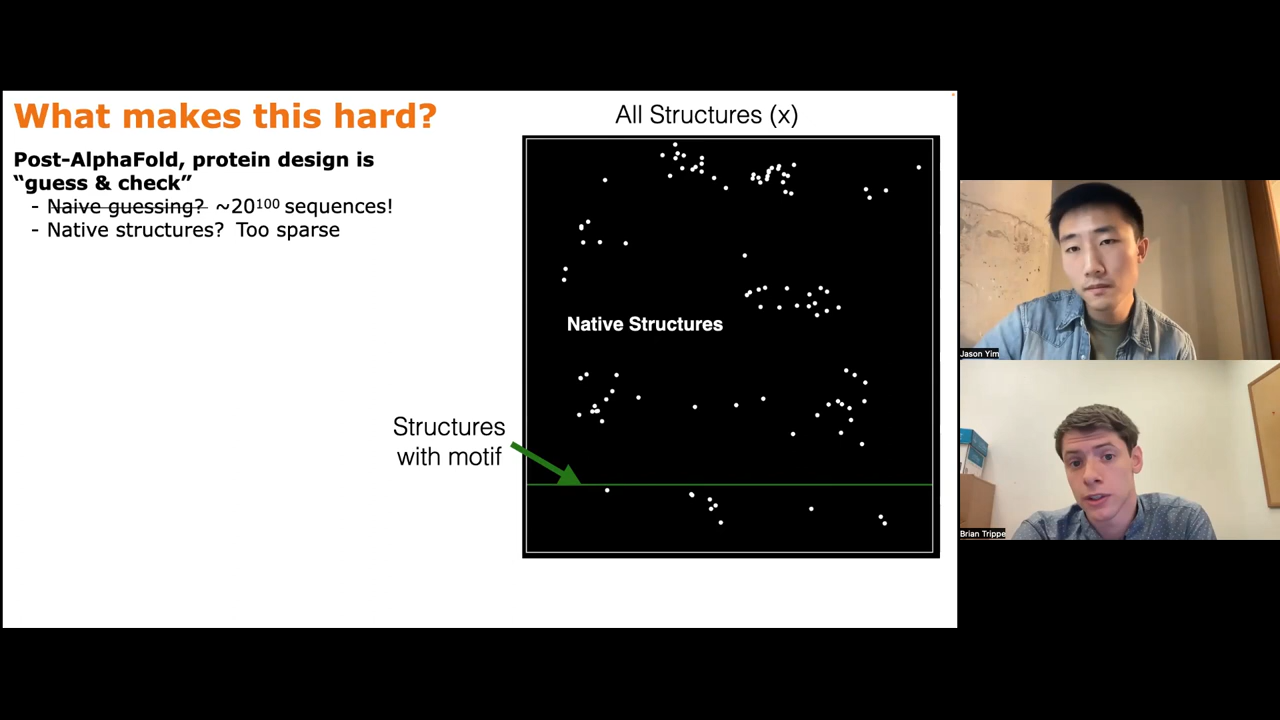 What makes this hard?
Post-AlphaFold, protein design is
“guess & check”
- Naive guessing? ~20¹⁰⁰ sequences!
- Native structures? Too sparse
All Structures (x)
Native Structures
Structures
with motif
Jason Yim
Brian Trippe